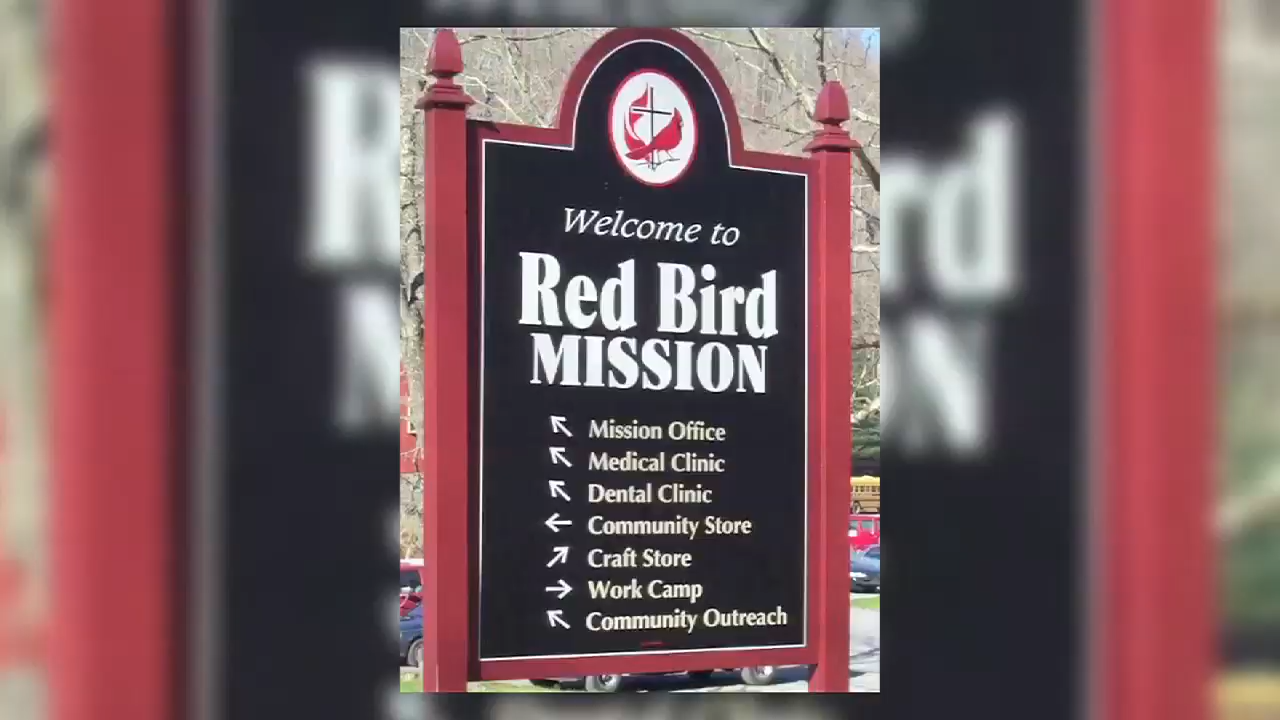 Welcome to
Red Bird
MISSION
↖ Mission Office
↖ Medical Clinic
↖ Dental Clinic
← Community Store
↗ Craft Store
→ Work Camp
↖ Community Outreach